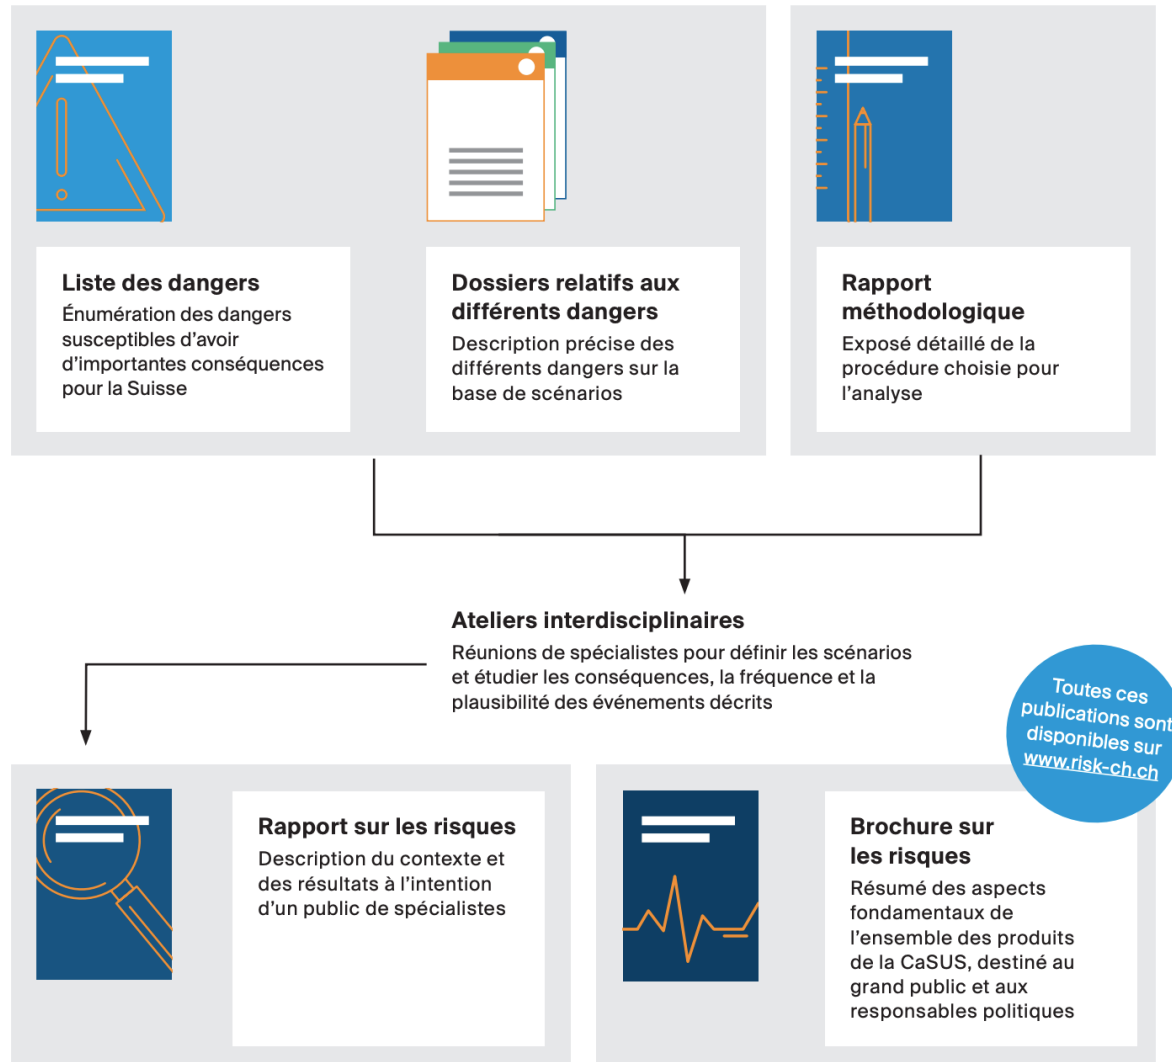 Liste des dangers
Énumération des dangers
susceptibles d’avoir
d’importantes conséquences
pour la Suisse
Dossiers relatifs aux
différents dangers
Description précise des
différents dangers sur la
base de scénarios
Rapport
méthodologique
Exposé détaillé de la
procédure choisie pour
l’analyse
Ateliers interdisciplinaires
Réunions de spécialistes pour définir les scénarios
et étudier les conséquences, la fréquence et la
plausibilité des événements décrits
Toutes ces
publications sont
disponibles sur
www.risk-ch.ch
Rapport sur les risques
Description du contexte et
des résultats à l’intention
d’un public de spécialistes
Brochure sur
les risques
Résumé des aspects
fondamentaux de
l’ensemble des produits
de la CaSUS, destiné au
grand public et aux
responsables politiques